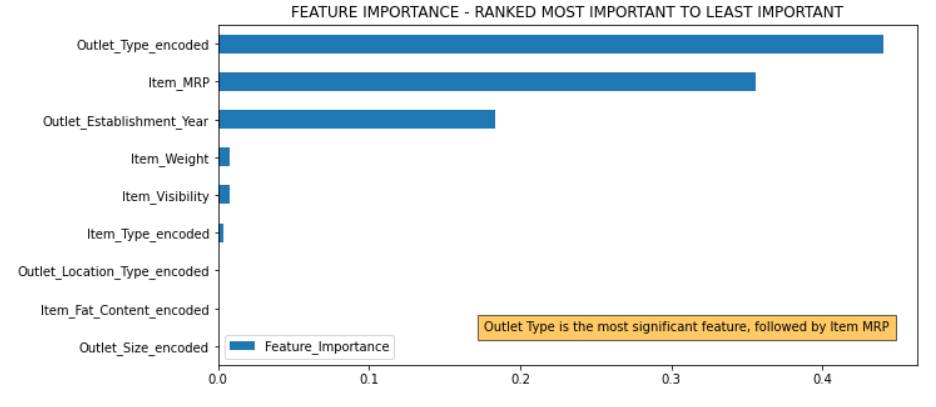 FEATURE IMPORTANCE - RANKED MOST IMPORTANT TO LEAST IMPORTANT
Outlet_Type_encoded
Item_MRP
Outlet_Establishment_Year
Item_Weight
Item_Visibility
Item_Type_encoded
Outlet_Location_Type_encoded
Item_Fat_Content_encoded
Outlet Type is the most significant feature, followed by Item MRP
Outlet_Size_encoded
Feature_Importance
0.0 0.1 0.2 0.3 0.4